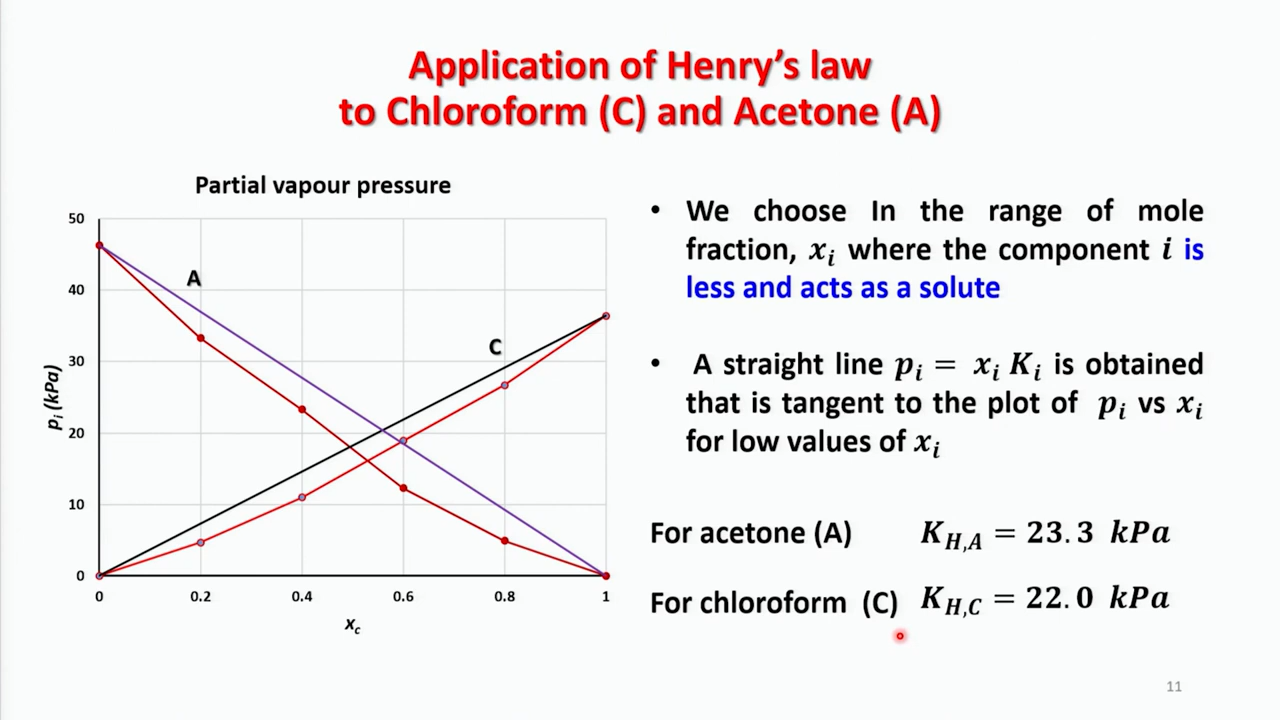 Application of Henry's law
to Chloroform (C) and Acetone (A)
Partial vapour pressure
50
40
30
20
10
0
pᵢ (kPa)
A
C
0
0.2
0.4
0.6
0.8
1
x_c
• We choose In the range of mole
fraction, xᵢ where the component i is
less and acts as a solute
• A straight line pᵢ = xᵢ Kᵢ is obtained
that is tangent to the plot of pᵢ vs xᵢ
for low values of xᵢ
For acetone (A) K_{H,A} = 23.3 kPa
For chloroform (C) K_{H,C} = 22.0 kPa
11